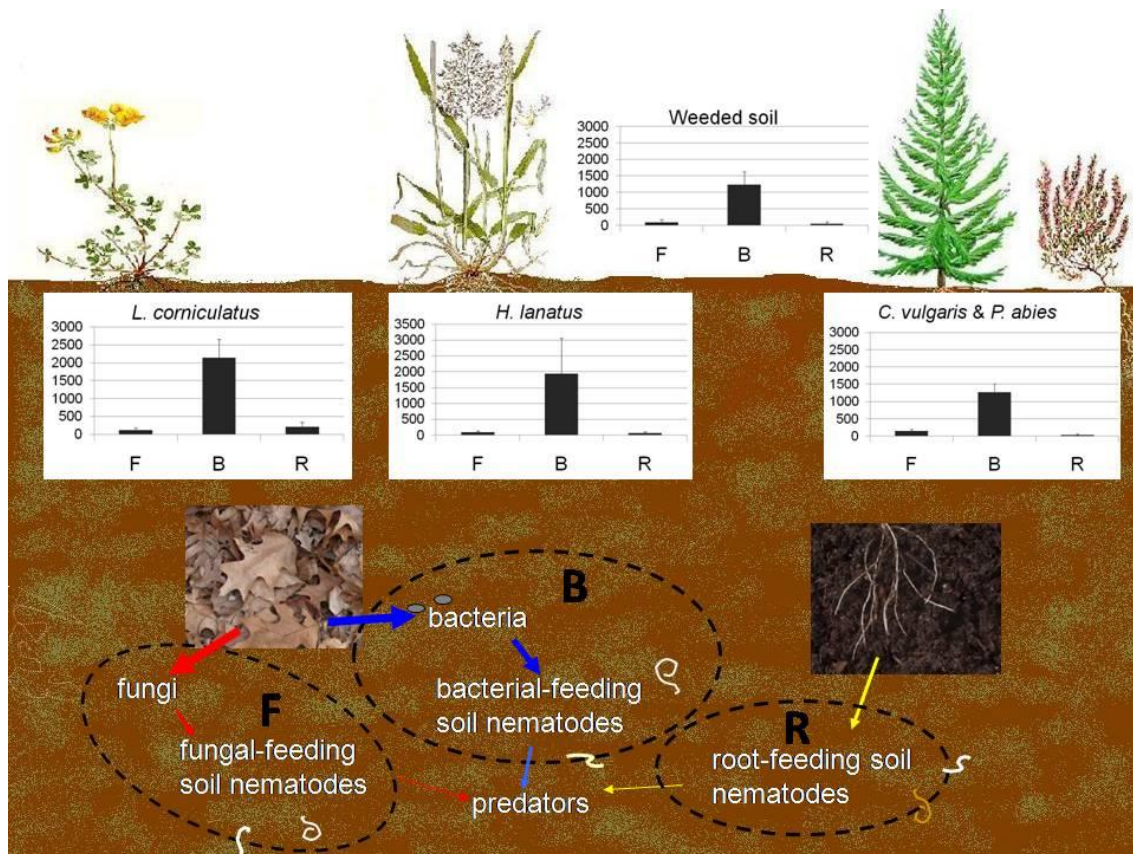 Weeded soil
3000
2500
2000
1500
1000
500
0
F B R
L. corniculatus
3000
2500
2000
1500
1000
500
0
F B R
H. lanatus
3500
3000
2500
2000
1500
1000
500
0
F B R
C. vulgaris & P. abies
3000
2500
2000
1500
1000
500
0
F B R
B
bacteria
fungi
F
bacterial-feeding
soil nematodes
R
fungal-feeding
soil nematodes
root-feeding soil
nematodes
predators